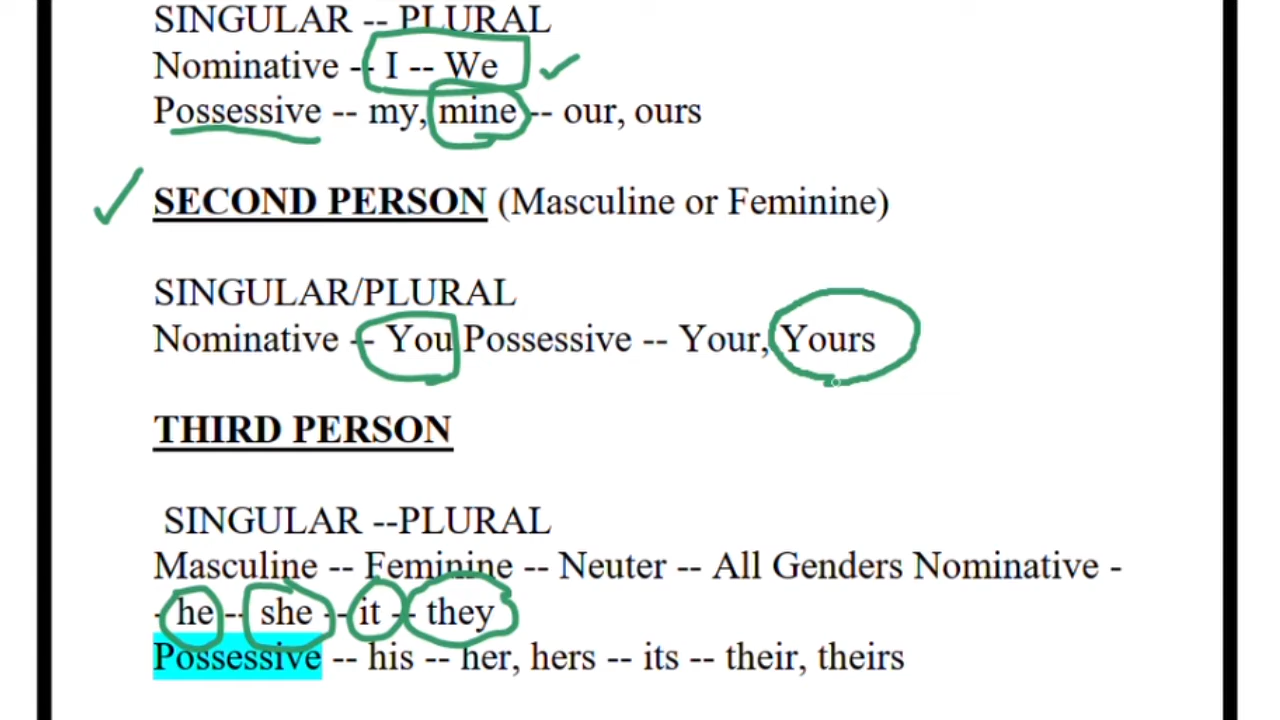 SINGULAR -- PLURAL
Nominative -- I -- We
Possessive -- my, mine -- our, ours
SECOND PERSON (Masculine or Feminine)
SINGULAR/PLURAL
Nominative -- You Possessive -- Your, Yours
THIRD PERSON
SINGULAR --PLURAL
Masculine -- Feminine -- Neuter -- All Genders Nominative -
- he -- she -- it -- they
Possessive -- his -- her, hers -- its -- their, theirs